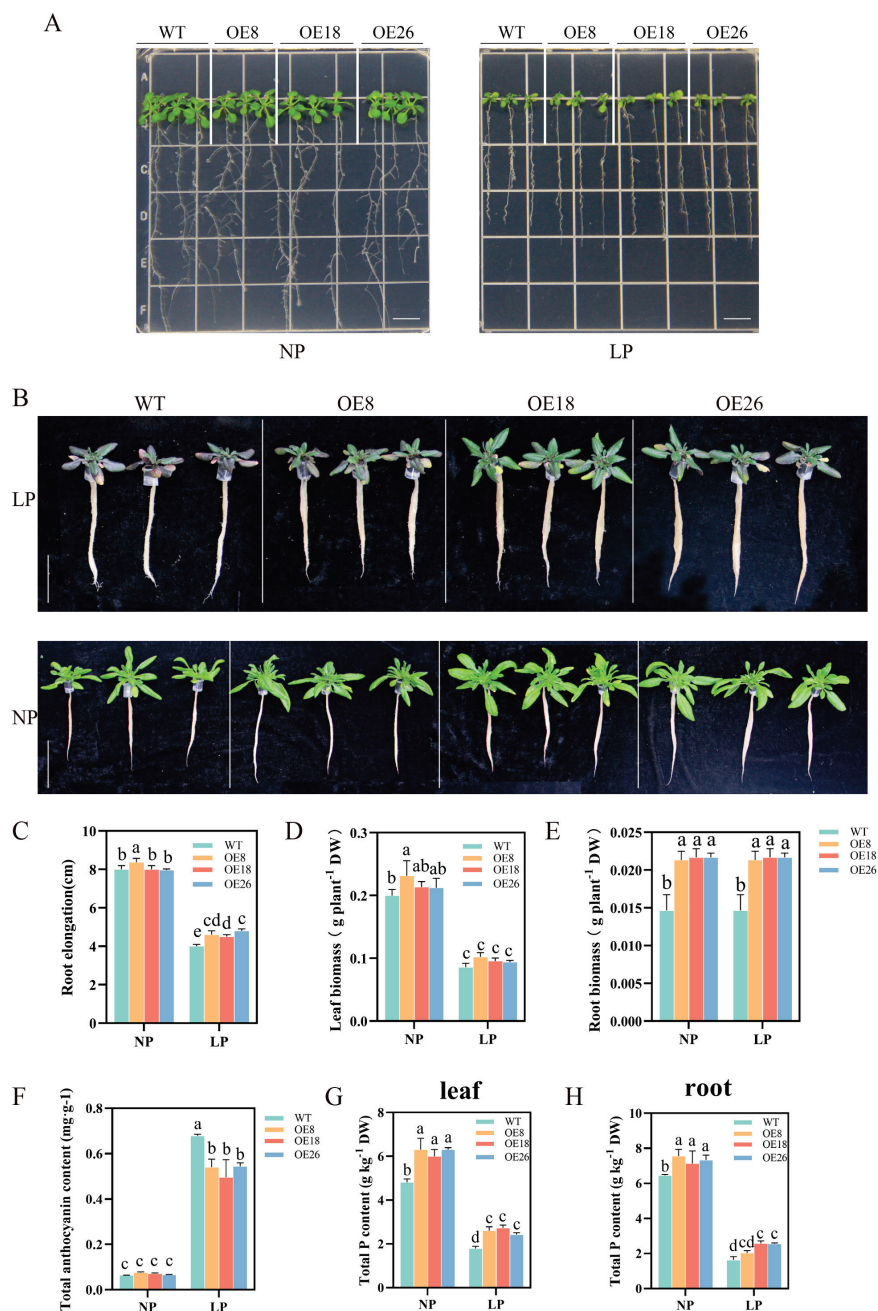 A
WT OE8 OE18 OE26 WT OE8 OE18 OE26
A
C
D
E
F
NP LP
B
WT OE8 OE18 OE26
LP
NP
C
Root elongation(cm)
10
8
6
4
2
0
b a b b
e cd d c
WT
OE8
OE18
OE26
NP LP
D
Leaf biomass ( g plant-1 DW)
0.3
0.2
0.1
0.0
b a ab ab
c c c c
WT
OE8
OE18
OE26
NP LP
E
Root biomass ( g plant-1 DW)
0.025
0.020
0.015
0.010
0.005
0.000
b a a a
b a a a
WT
OE8
OE18
OE26
NP LP
F
Total anthocyanin content (mg·g-1)
0.8
0.6
0.4
0.2
0.0
c c c c
a b b b
WT
OE8
OE18
OE26
NP LP
G
leaf
Total P content (g kg-1 DW)
8
6
4
2
0
b a a a
d c c c
WT
OE8
OE18
OE26
NP LP
H
root
Total P content (g kg-1 DW)
10
8
6
4
2
0
b a a a
d cd c c
WT
OE8
OE18
OE26
NP LP